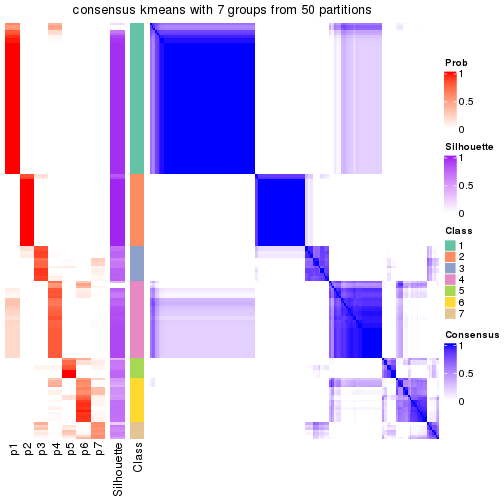 consensus kmeans with 7 groups from 50 partitions
Prob
1
0.5
0
Silhouette
1
0.5
0
Class
1
2
3
4
5
6
7
Consensus
1
0.5
0
p1
p2
p3
p4
p5
p6
p7
Silhouette
Class